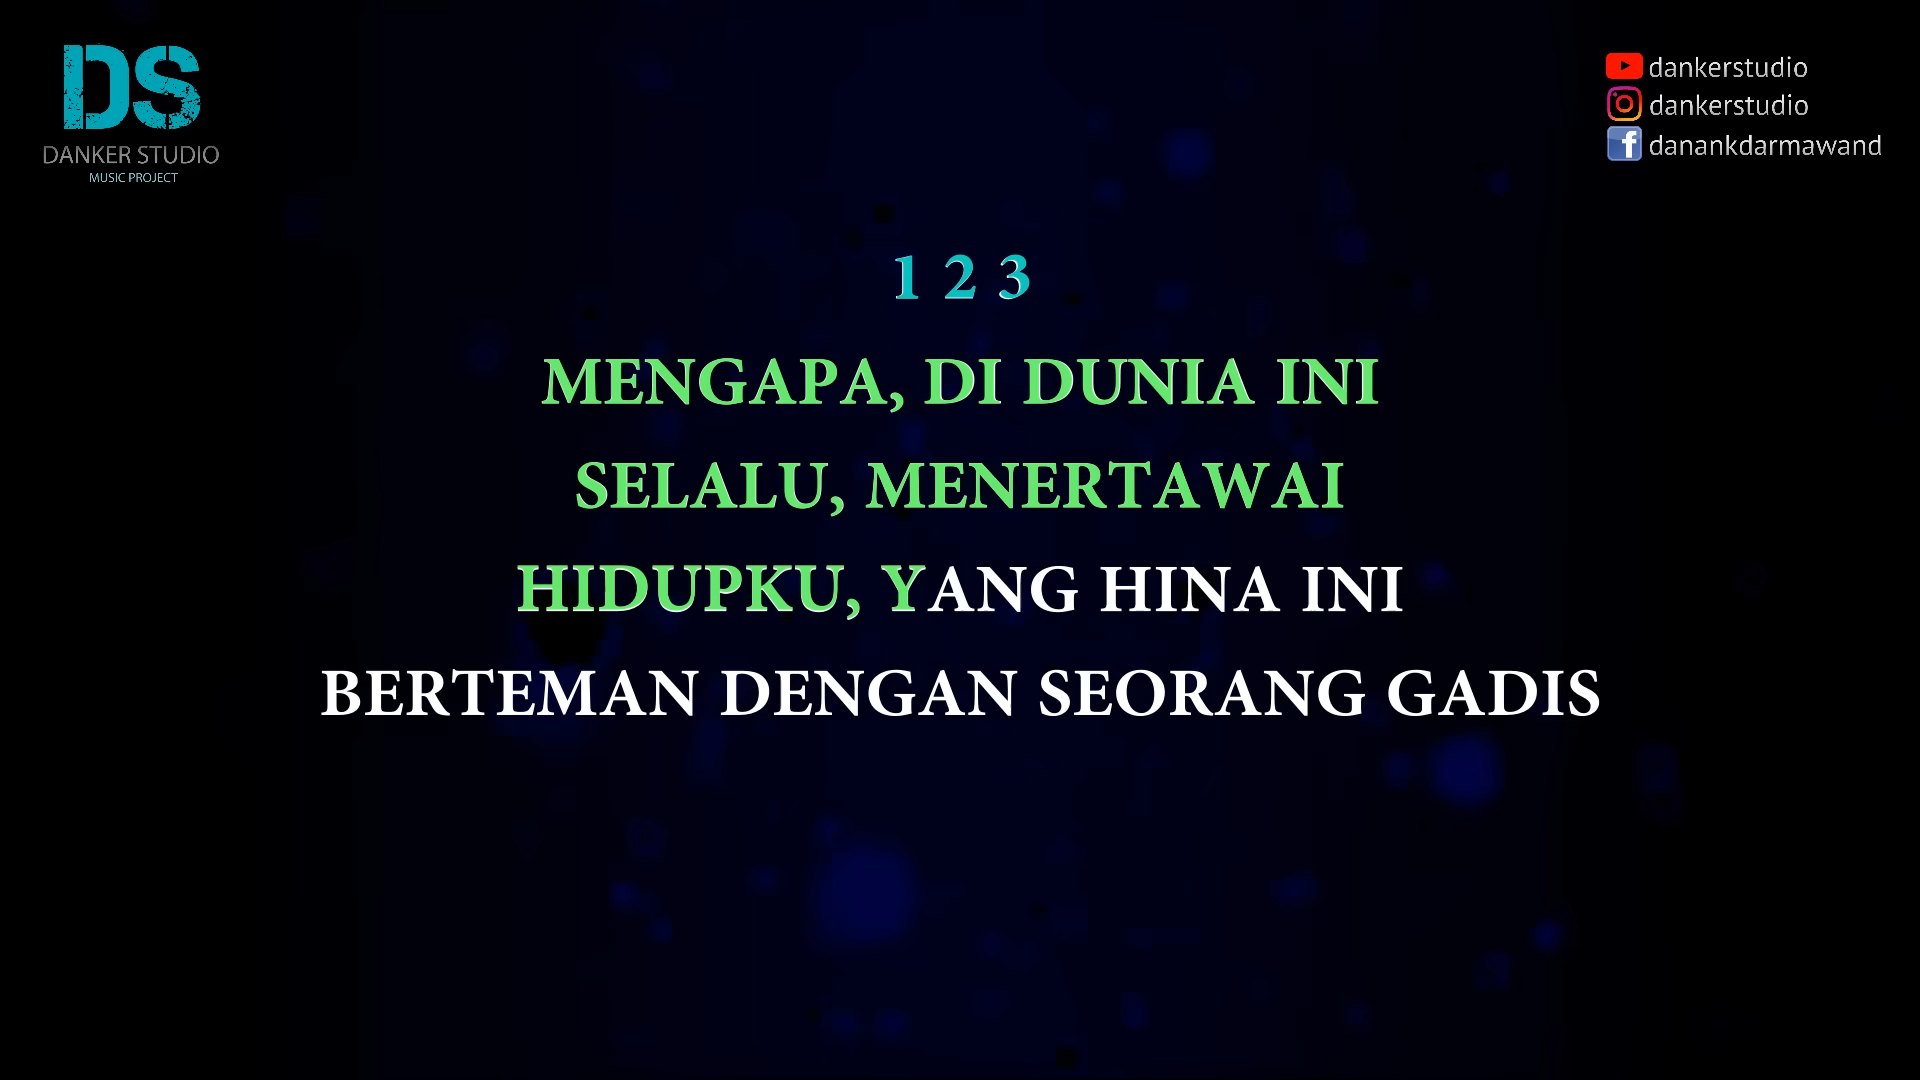 DS
DANKER STUDIO
MUSIC PROJECT
dankerstudio
dankerstudio
danankdarmawand
1 2 3
MENGAPA, DI DUNIA INI
SELALU, MENERTAWAI
HIDUPKU, YANG HINA INI
BERTEMAN DENGAN SEORANG GADIS